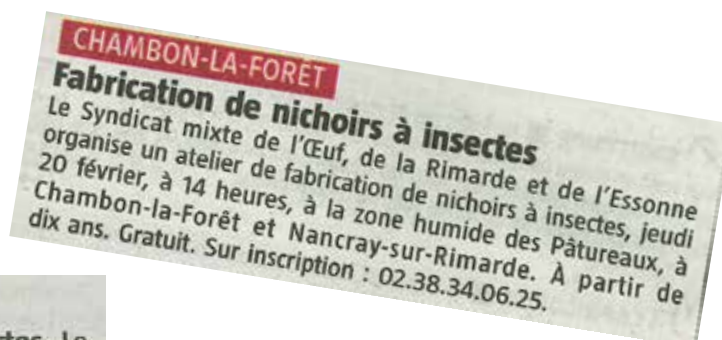 CHAMBON-LA-FORÊT
Fabrication de nichoirs à insectes
Le Syndicat mixte de l'Œuf, de la Rimarde et de l'Essonne
organise un atelier de fabrication de nichoirs à insectes, jeudi
20 février, à 14 heures, à la zone humide des Pâtureaux, à
Chambon-la-Forêt et Nancray-sur-Rimarde. À partir de
dix ans. Gratuit. Sur inscription : 02.38.34.06.25.
Le